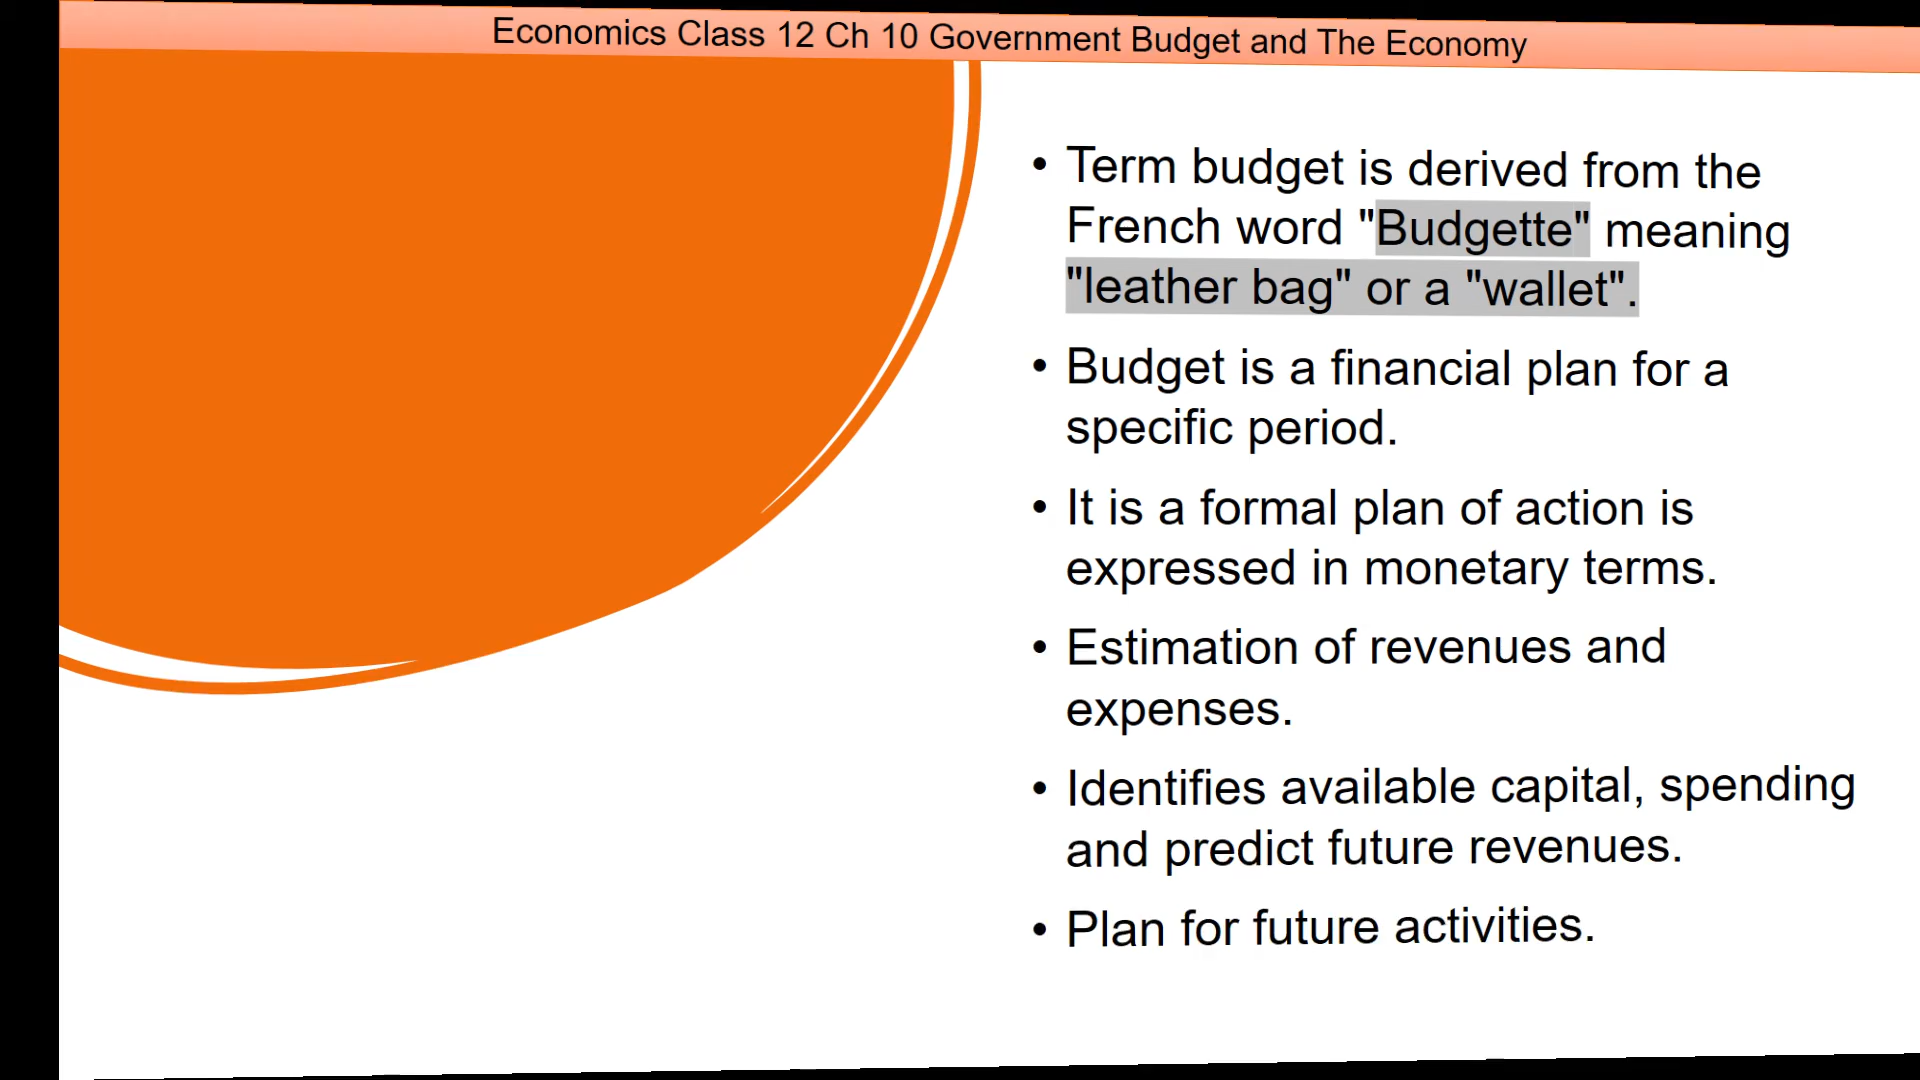 Economics Class 12 Ch 10 Government Budget and The Economy
• Term budget is derived from the
French word "Budgette" meaning
"leather bag" or a "wallet".
• Budget is a financial plan for a
specific period.
• It is a formal plan of action is
expressed in monetary terms.
• Estimation of revenues and
expenses.
• Identifies available capital, spending
and predict future revenues.
• Plan for future activities.